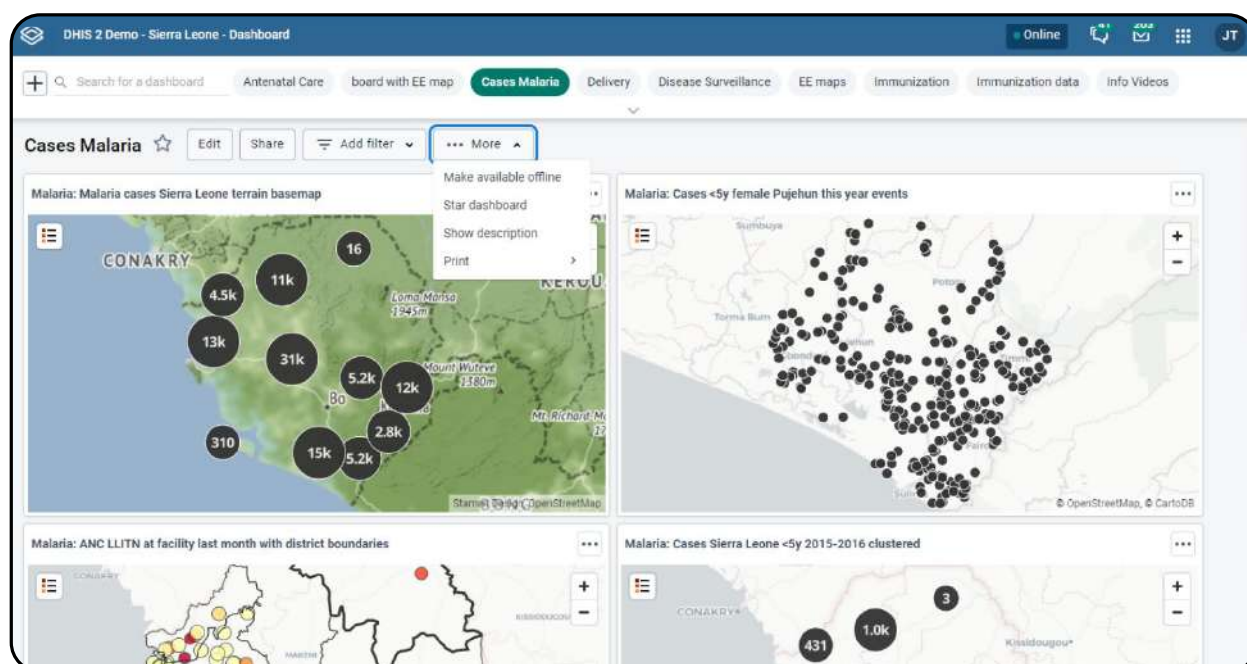 DHIS 2 Demo - Sierra Leone - Dashboard
Online
203
JT
Search for a dashboard
Antenatal Care
board with EE map
Cases Malaria
Delivery
Disease Surveillance
EE maps
Immunization
Immunization data
Info Videos
Cases Malaria
Edit
Share
Add filter
More
Make available offline
Star dashboard
Show description
Print
Malaria: Malaria cases Sierra Leone terrain basemap
CONAKRY
16
11k
4.5k
Loma Mansa
1945m
13k
31k
Mount Wuteve
1380m
5.2k
12k
Bo
2.8k
310
15k
5.2k
Malaria: Cases <5y female Pujehun this year events
Sumbuya
+
−
Torma Bum
© OpenStreetMap, © CartoDB
Malaria: ANC LLITN at facility last month with district boundaries
CONAKRY
+
−
Malaria: Cases Sierra Leone <5y 2015-2016 clustered
+
−
CONAKRY
3
1.0k
431
Kissidougou